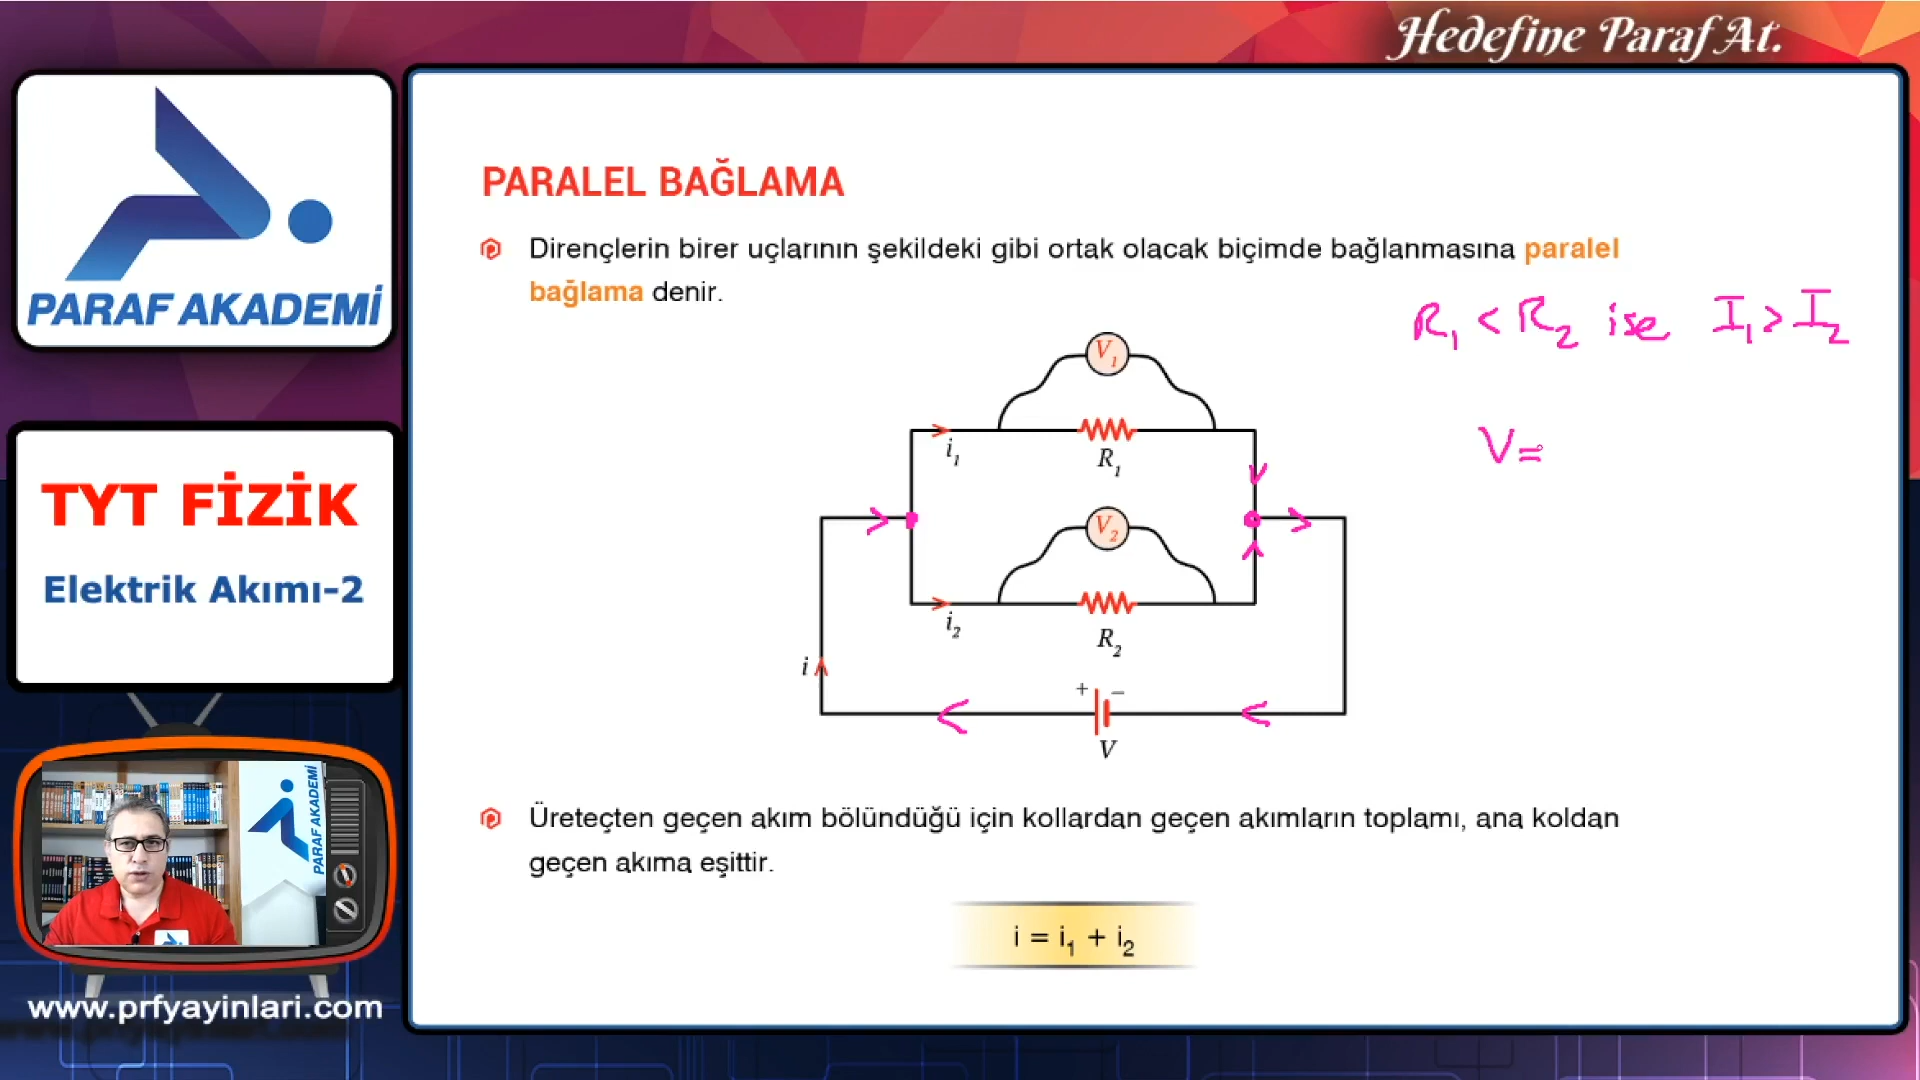 Hedefine Paraf At.
PARAF AKADEMİ
TYT FİZİK
Elektrik Akımı-2
PARAF AKADEMİ
www.prfyayinlari.com
PARALEL BAĞLAMA
Dirençlerin birer uçlarının şekildeki gibi ortak olacak biçimde bağlanmasına paralel
bağlama denir.
R₁ < R₂ ise I₁ > I₂
V=
V₁
i₁
R₁
V₂
i₂
R₂
i
+ −
V
Üreteçten geçen akım bölündüğü için kollardan geçen akımların toplamı, ana koldan
geçen akıma eşittir.
i = i₁ + i₂